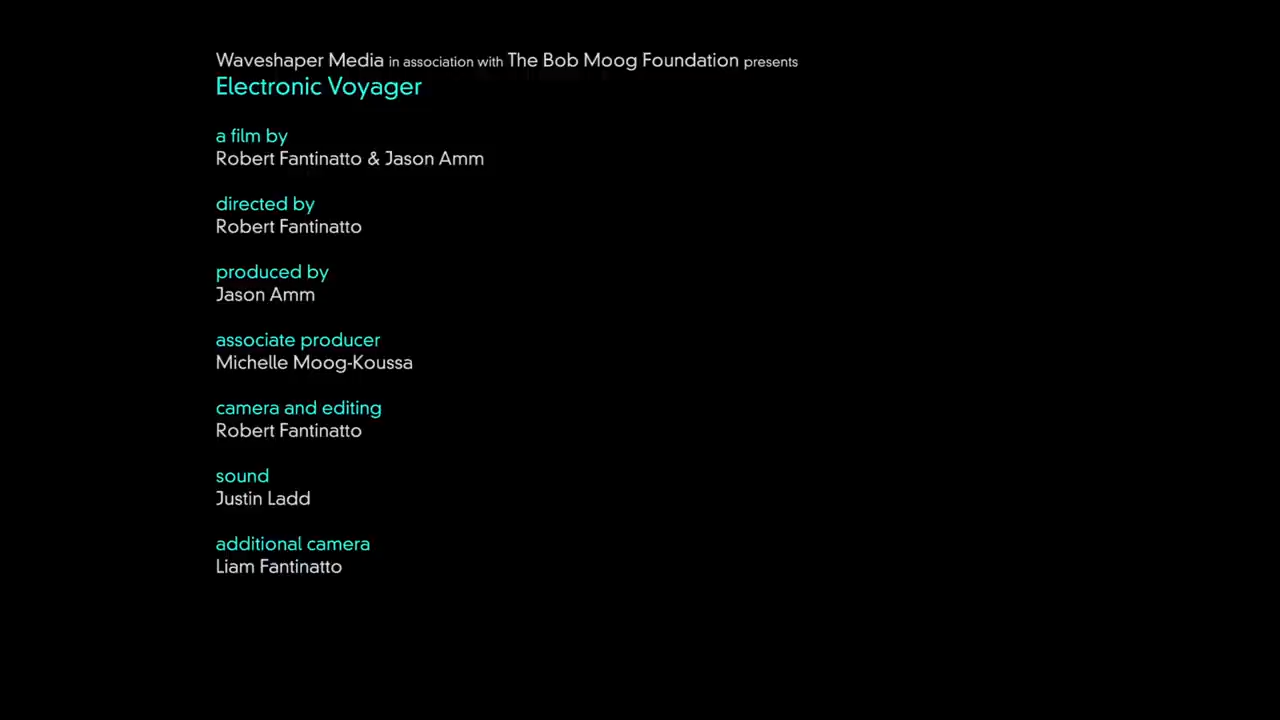 Waveshaper Media in association with The Bob Moog Foundation presents
Electronic Voyager
a film by
Robert Fantinatto & Jason Amm
directed by
Robert Fantinatto
produced by
Jason Amm
associate producer
Michelle Moog-Koussa
camera and editing
Robert Fantinatto
sound
Justin Ladd
additional camera
Liam Fantinatto